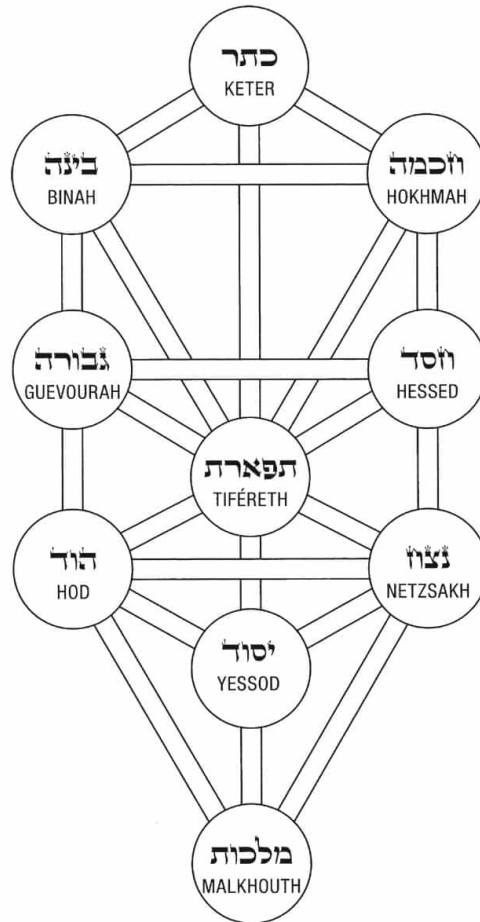 כתר
KETER
בינה
BINAH
חכמה
HOKHMAH
גבורה
GUEVOURAH
חסד
HESSED
תפארת
TIFÉRETH
הוד
HOD
נצח
NETZSAKH
יסוד
YESSOD
מלכות
MALKHOUTH